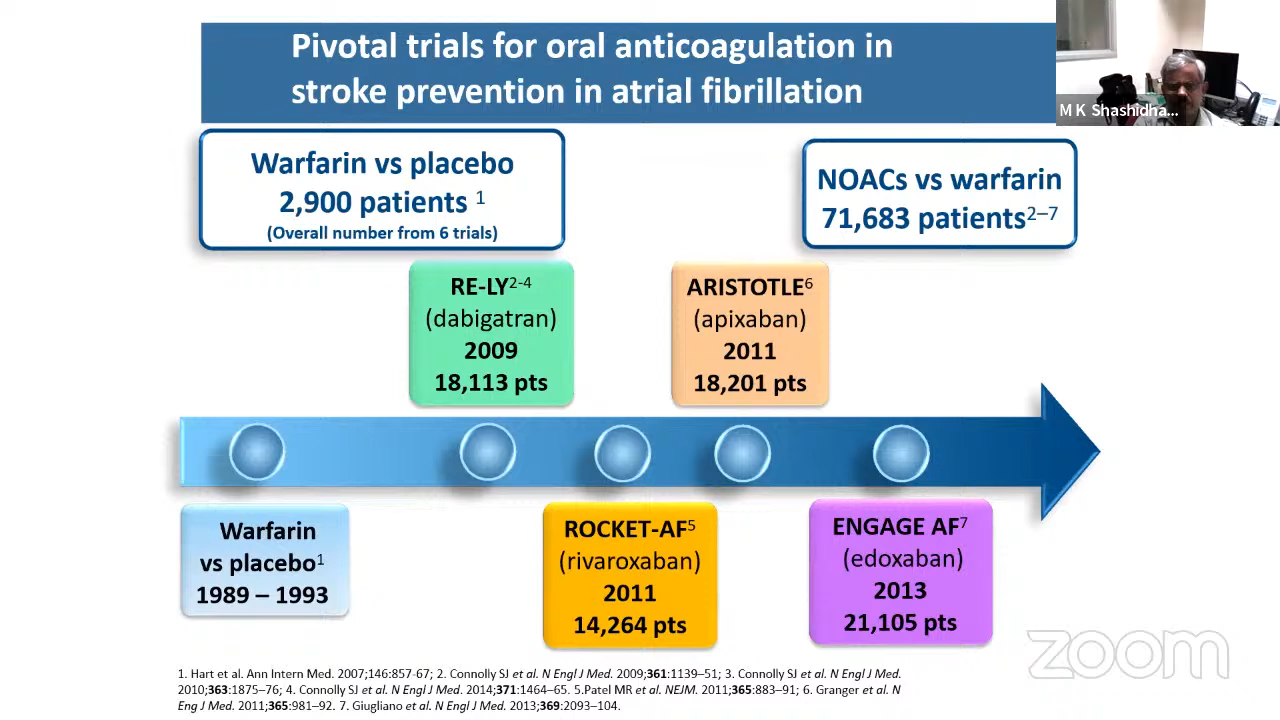 Pivotal trials for oral anticoagulation in
stroke prevention in atrial fibrillation
M K Shashidha...
Warfarin vs placebo
2,900 patients 1
(Overall number from 6 trials)
NOACs vs warfarin
71,683 patients2–7
RE-LY2-4
(dabigatran)
2009
18,113 pts
ARISTOTLE6
(apixaban)
2011
18,201 pts
Warfarin
vs placebo1
1989 – 1993
ROCKET-AF5
(rivaroxaban)
2011
14,264 pts
ENGAGE AF7
(edoxaban)
2013
21,105 pts
zoom
1. Hart et al. Ann Intern Med. 2007;146:857-67; 2. Connolly SJ et al. N Engl J Med. 2009;361:1139–51; 3. Connolly SJ et al. N Engl J Med.
2010;363:1875–76; 4. Connolly SJ et al. N Engl J Med. 2014;371:1464–65. 5.Patel MR et al. NEJM. 2011;365:883–91; 6. Granger et al. N
Eng J Med. 2011;365:981–92. 7. Giugliano et al. N Engl J Med. 2013;369:2093–104.